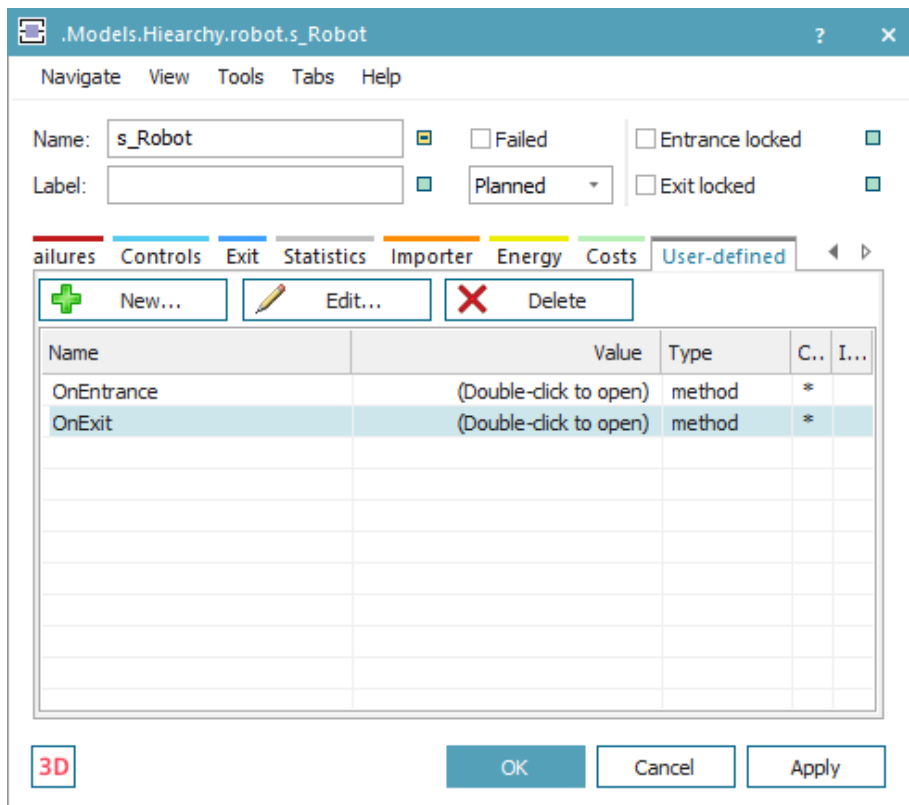 .Models.Hiearchy.robot.s_Robot ? ×
Navigate View Tools Tabs Help
Name: s_Robot Failed Entrance locked
Label: Planned Exit locked
ailures Controls Exit Statistics Importer Energy Costs User-defined
New... Edit... Delete
Name Value Type C.. I...
OnEntrance (Double-click to open) method *
OnExit (Double-click to open) method *
3D OK Cancel Apply